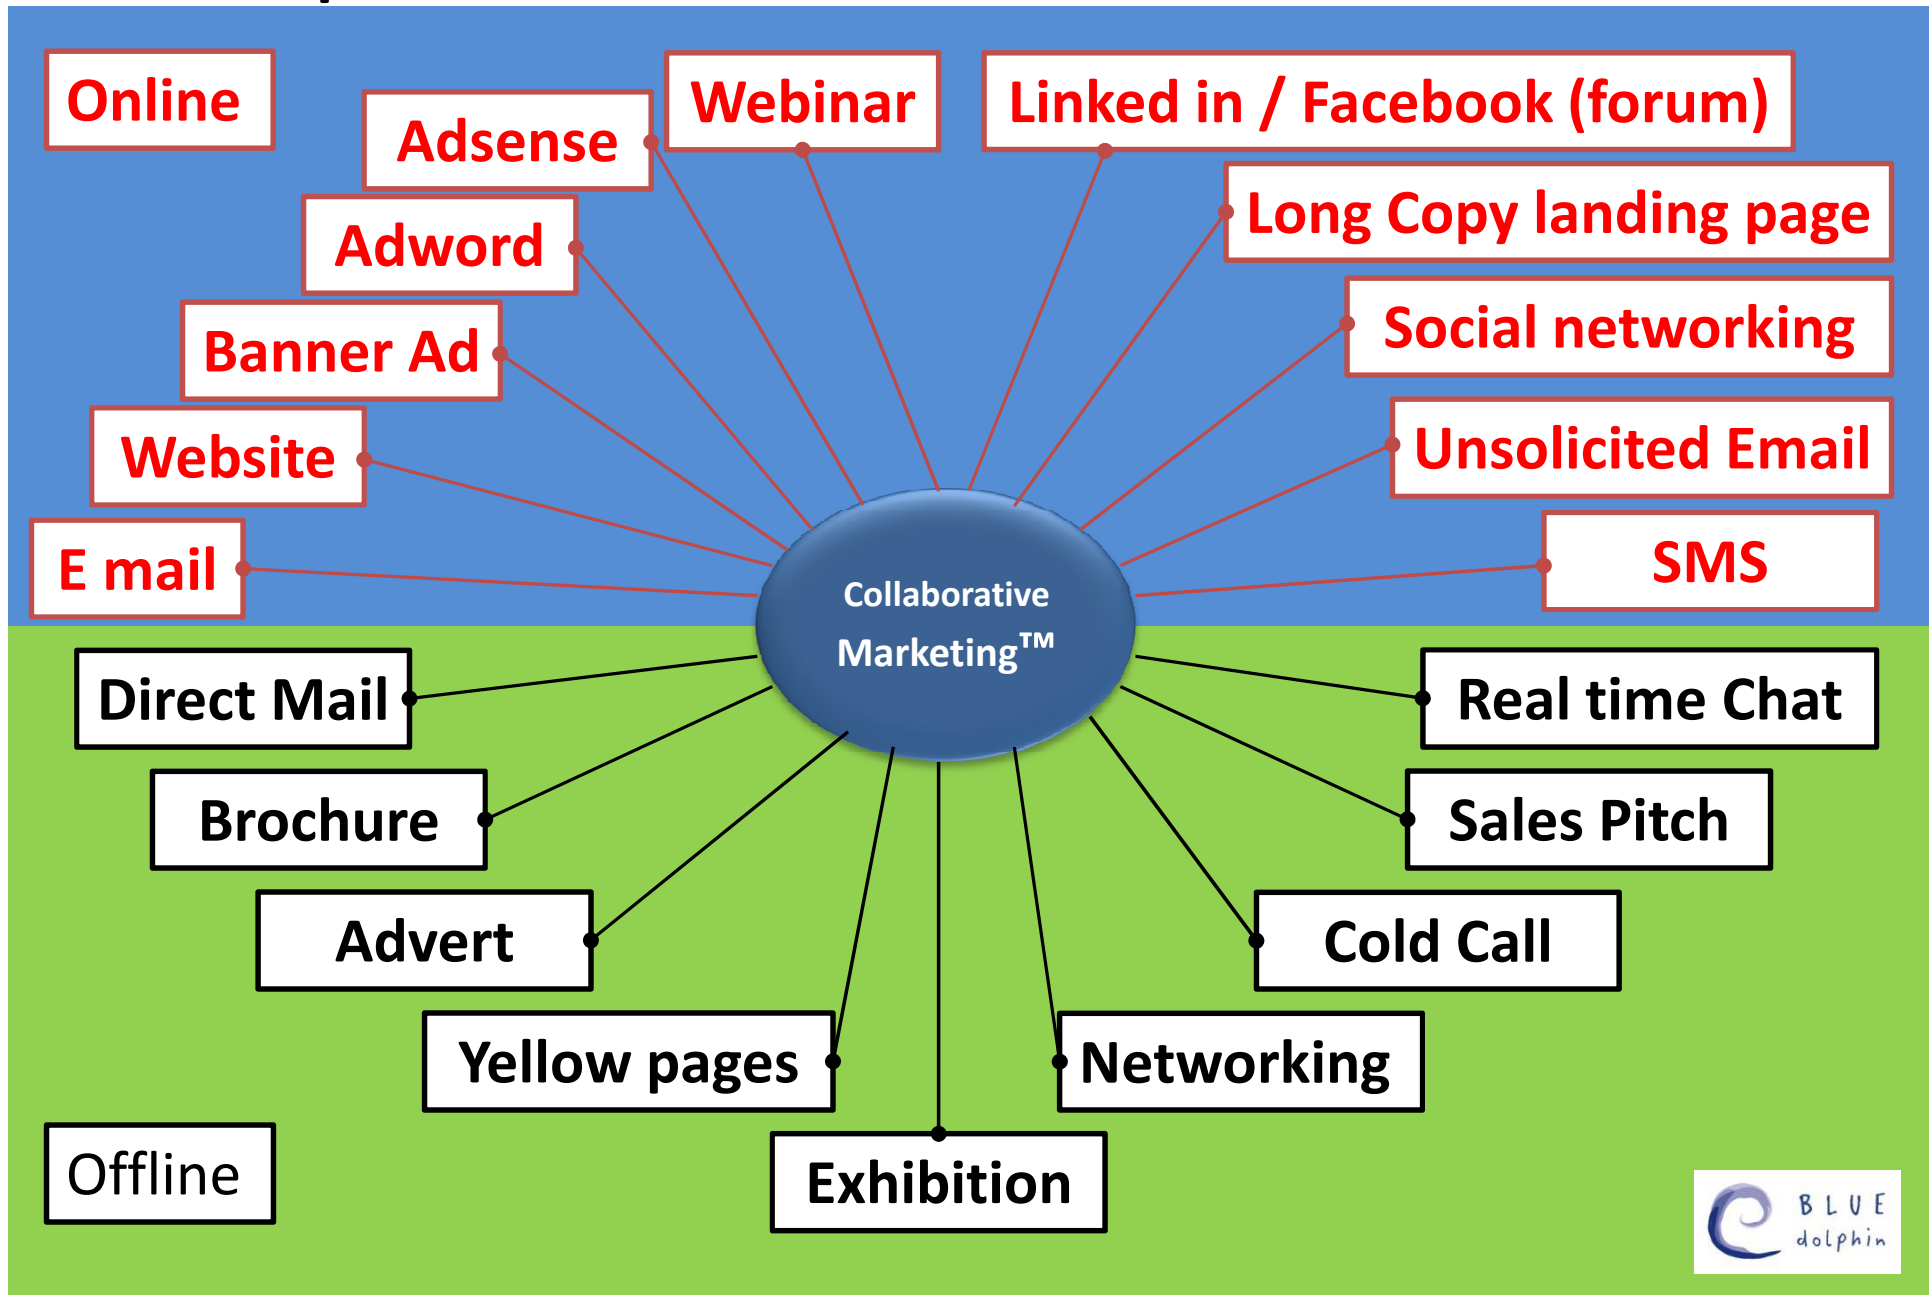 Online
Webinar
Linked in / Facebook (forum)
Adsense
Long Copy landing page
Adword
Social networking
Banner Ad
Unsolicited Email
Website
SMS
E mail
Collaborative
Marketing™
Direct Mail
Real time Chat
Brochure
Sales Pitch
Advert
Cold Call
Yellow pages
Networking
Offline
Exhibition
BLUE
dolphin